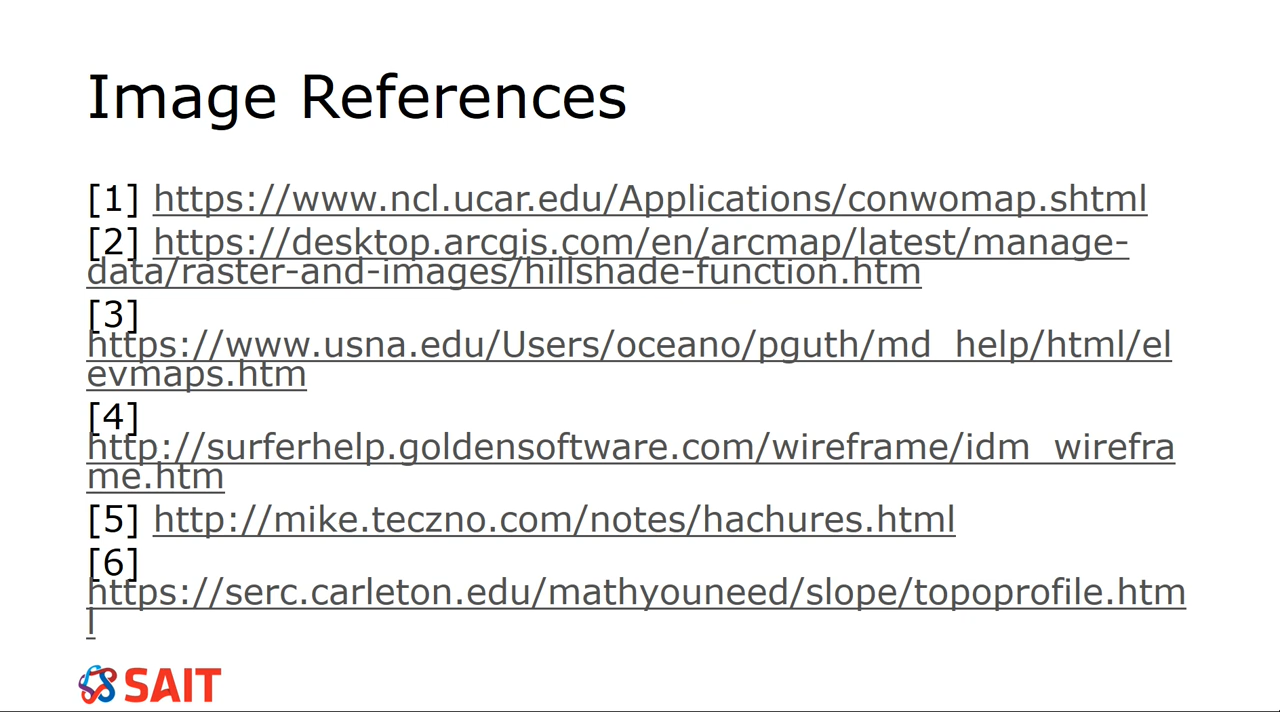 Image References
[1] https://www.ncl.ucar.edu/Applications/conwomap.shtml
[2] https://desktop.arcgis.com/en/arcmap/latest/manage-
data/raster-and-images/hillshade-function.htm
[3]
https://www.usna.edu/Users/oceano/pguth/md_help/html/el
evmaps.htm
[4]
http://surferhelp.goldensoftware.com/wireframe/idm_wirefra
me.htm
[5] http://mike.teczno.com/notes/hachures.html
[6]
https://serc.carleton.edu/mathyouneed/slope/topoprofile.htm
l
SAIT